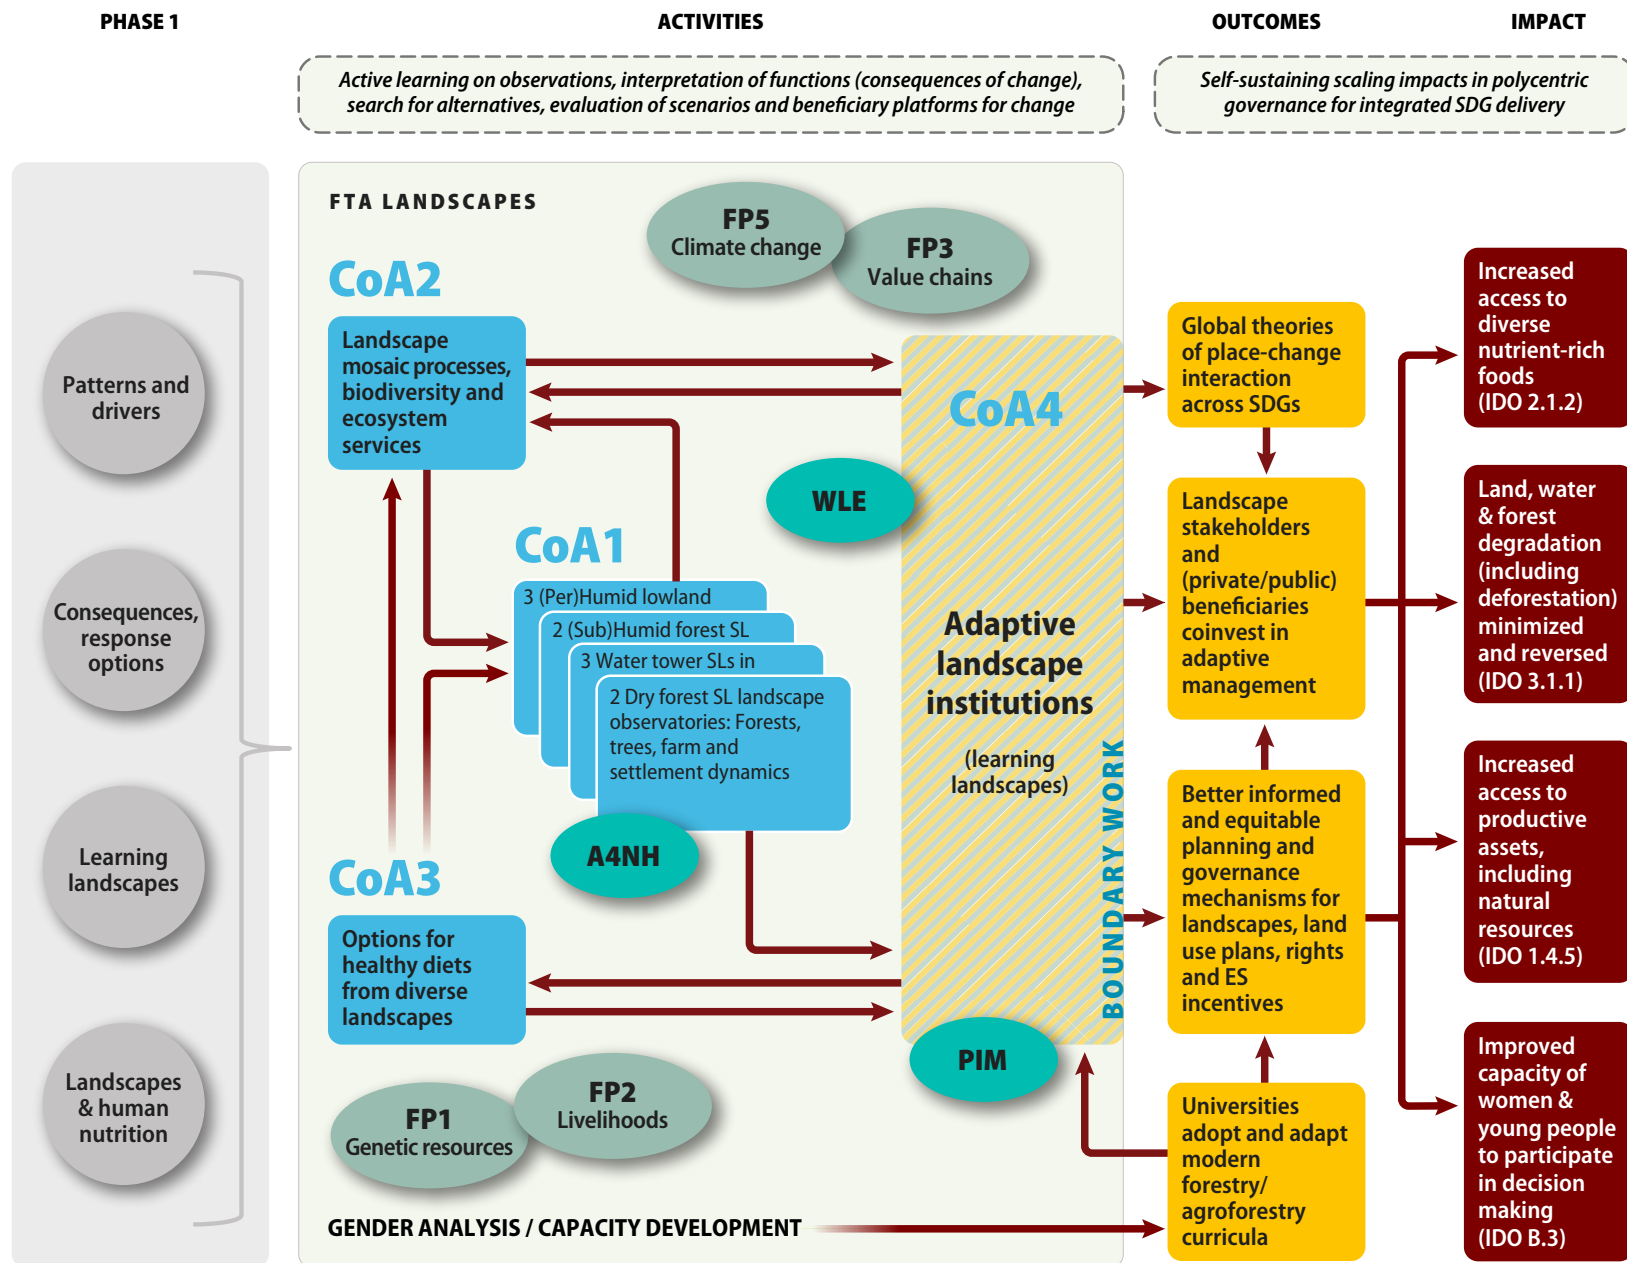 PHASE 1
ACTIVITIES
OUTCOMES
IMPACT
Active learning on observations, interpretation of functions (consequences of change),
search for alternatives, evaluation of scenarios and beneficiary platforms for change
Self-sustaining scaling impacts in polycentric
governance for integrated SDG delivery
Patterns and
drivers
Consequences,
response
options
Learning
landscapes
Landscapes
& human
nutrition
FTA LANDSCAPES
FP5
Climate change
FP3
Value chains
CoA2
Landscape
mosaic processes,
biodiversity and
ecosystem
services
WLE
CoA1
3 (Per)Humid lowland
2 (Sub)Humid forest SL
3 Water tower SLs in
2 Dry forest SL landscape
observatories: Forests,
trees, farm and
settlement dynamics
A4NH
CoA3
Options for
healthy diets
from diverse
landscapes
FP1
Genetic resources
FP2
Livelihoods
GENDER ANALYSIS / CAPACITY DEVELOPMENT
CoA4
Adaptive
landscape
institutions
(learning
landscapes)
BOUNDARY WORK
PIM
Global theories
of place-change
interaction
across SDGs
Landscape
stakeholders
and
(private/public)
beneficiaries
coinvest in
adaptive
management
Better informed
and equitable
planning and
governance
mechanisms for
landscapes, land
use plans, rights
and ES
incentives
Universities
adopt and adapt
modern
forestry/
agroforestry
curricula
Increased
access to
diverse
nutrient-rich
foods
(IDO 2.1.2)
Land, water
& forest
degradation
(including
deforestation)
minimized
and reversed
(IDO 3.1.1)
Increased
access to
productive
assets,
including
natural
resources
(IDO 1.4.5)
Improved
capacity of
women &
young people
to participate
in decision
making
(IDO B.3)